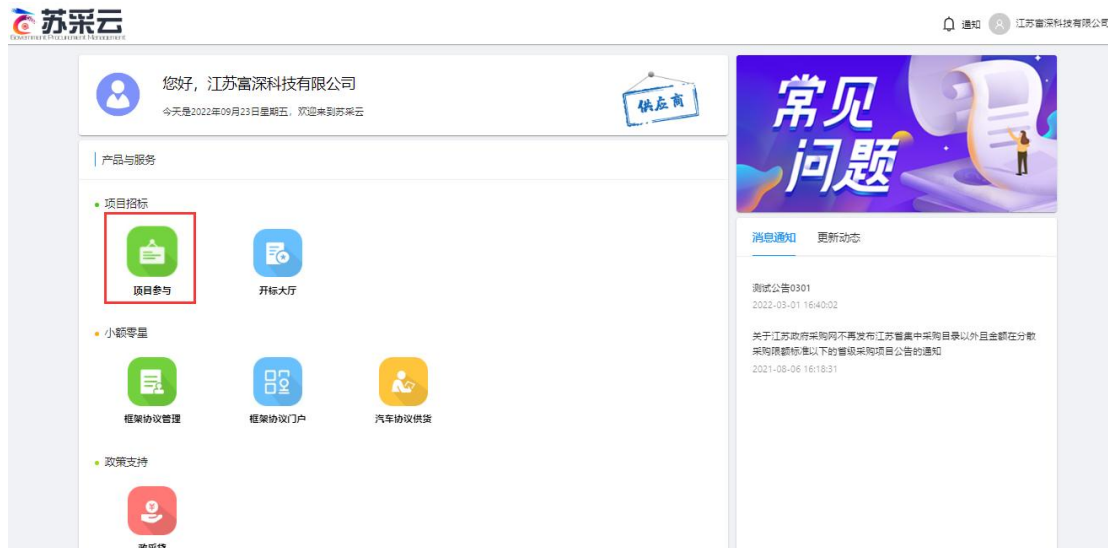 苏采云
Government Procurement Management
通知
江苏富深科技有限公司
您好，江苏富深科技有限公司
今天是2022年09月23日星期五，欢迎来到苏采云
供应商
产品与服务
项目招标
项目参与
开标大厅
小额零星
框架协议管理
框架协议门户
汽车协议供货
政策支持
政采贷
常见
问题
消息通知
更新动态
测试公告0301
2022-03-01 16:40:02
关于江苏政府采购网不再发布江苏省集中采购目录以外且金额在分散
采购限额标准以下的省级采购项目公告的通知
2021-08-06 16:18:31